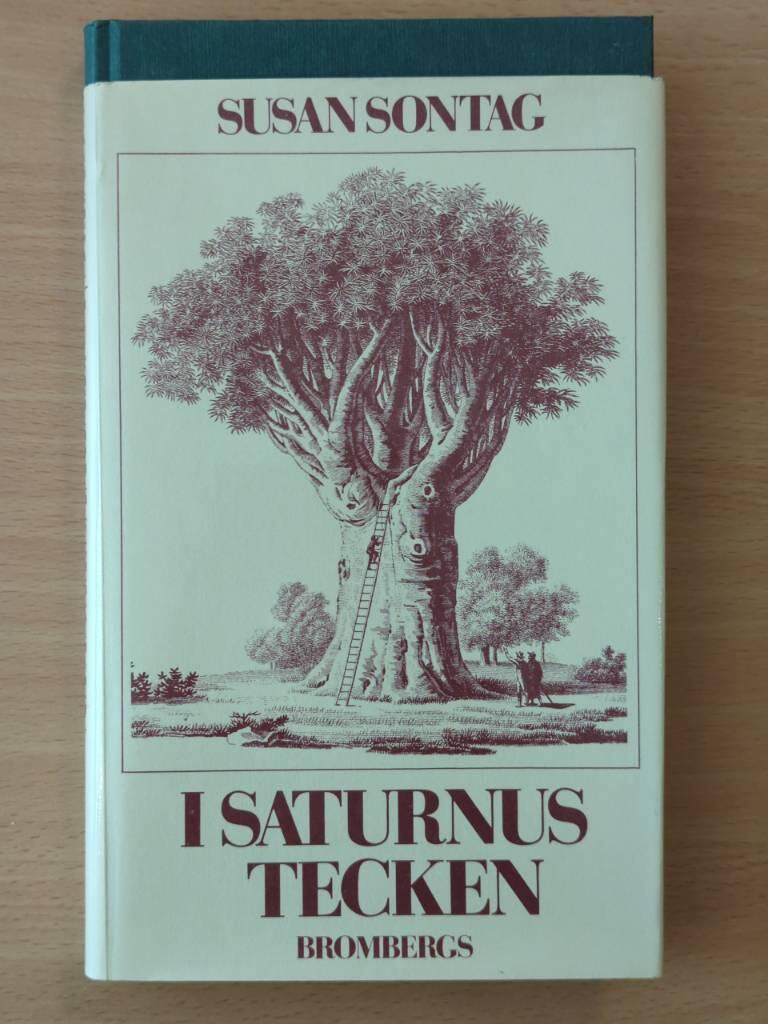 SUSAN SONTAG
I SATURNUS
TECKEN
BROMBERGS